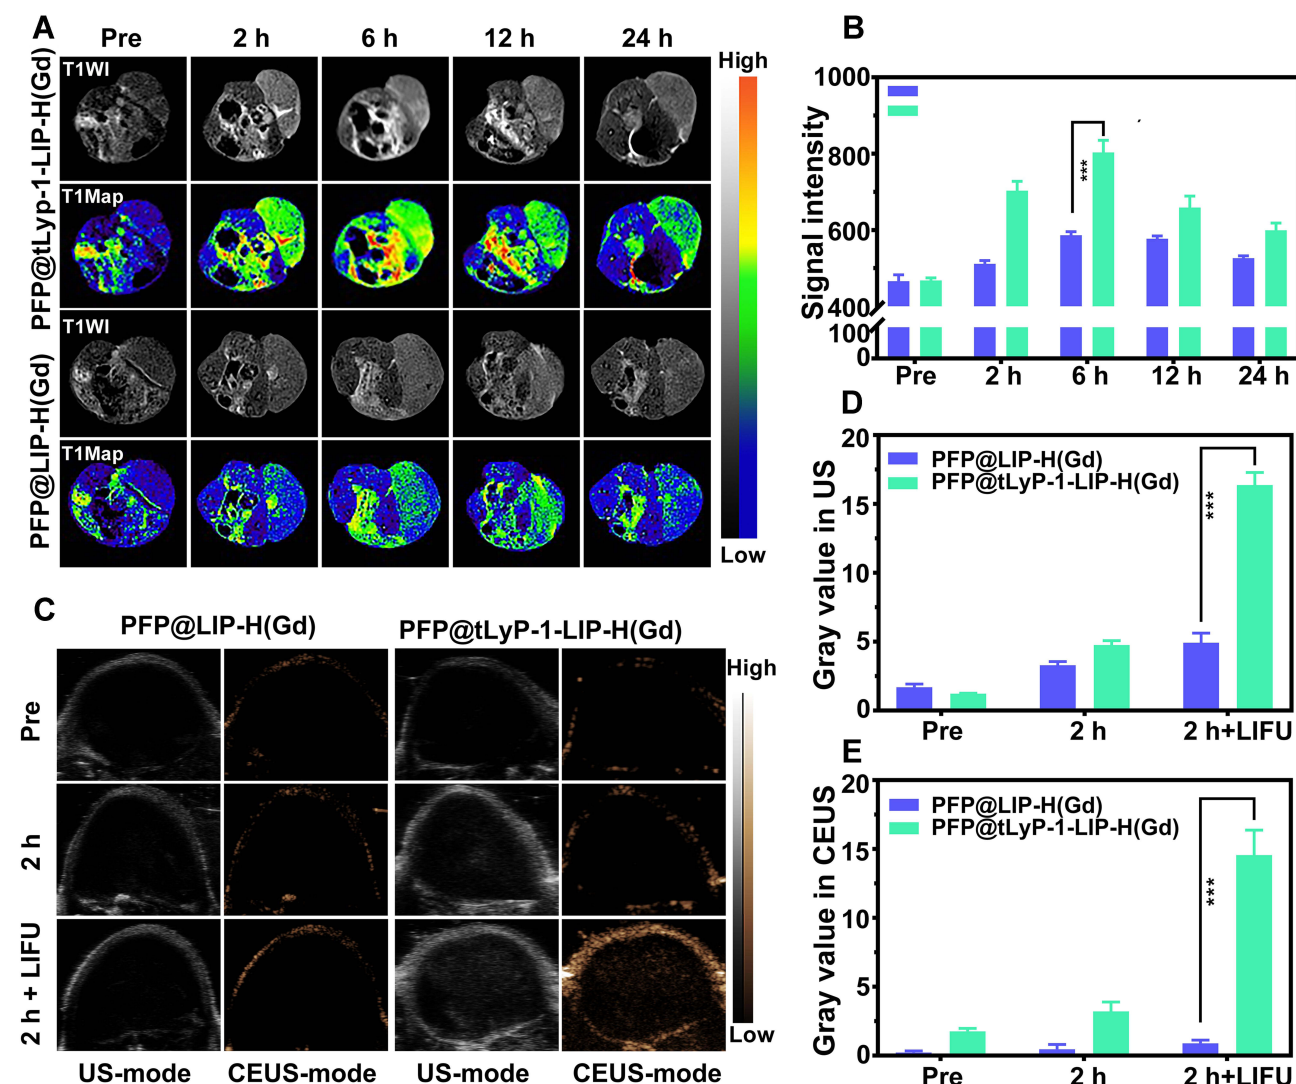 A
Pre 2 h 6 h 12 h 24 h
PFP@tLyp-1-LIP-H(Gd)
T1WI
T1Map
PFP@LIP-H(Gd)
T1WI
T1Map
High
Low
B
Signal intensity
1000
800
600
400
100
0
***
Pre 2 h 6 h 12 h 24 h
C
PFP@LIP-H(Gd) PFP@tLyP-1-LIP-H(Gd)
Pre
2 h
2 h + LIFU
US-mode CEUS-mode US-mode CEUS-mode
High
Low
D
Gray value in US
20
15
10
5
0
PFP@LIP-H(Gd)
PFP@tLyP-1-LIP-H(Gd)
***
Pre 2 h 2 h+LIFU
E
Gray value in CEUS
20
15
10
5
0
PFP@LIP-H(Gd)
PFP@tLyP-1-LIP-H(Gd)
***
Pre 2 h 2 h+LIFU